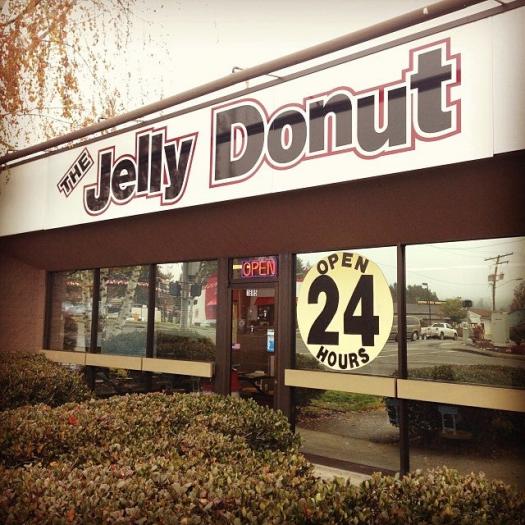 THE Jelly Donut
OPEN
OPEN
24
HOURS